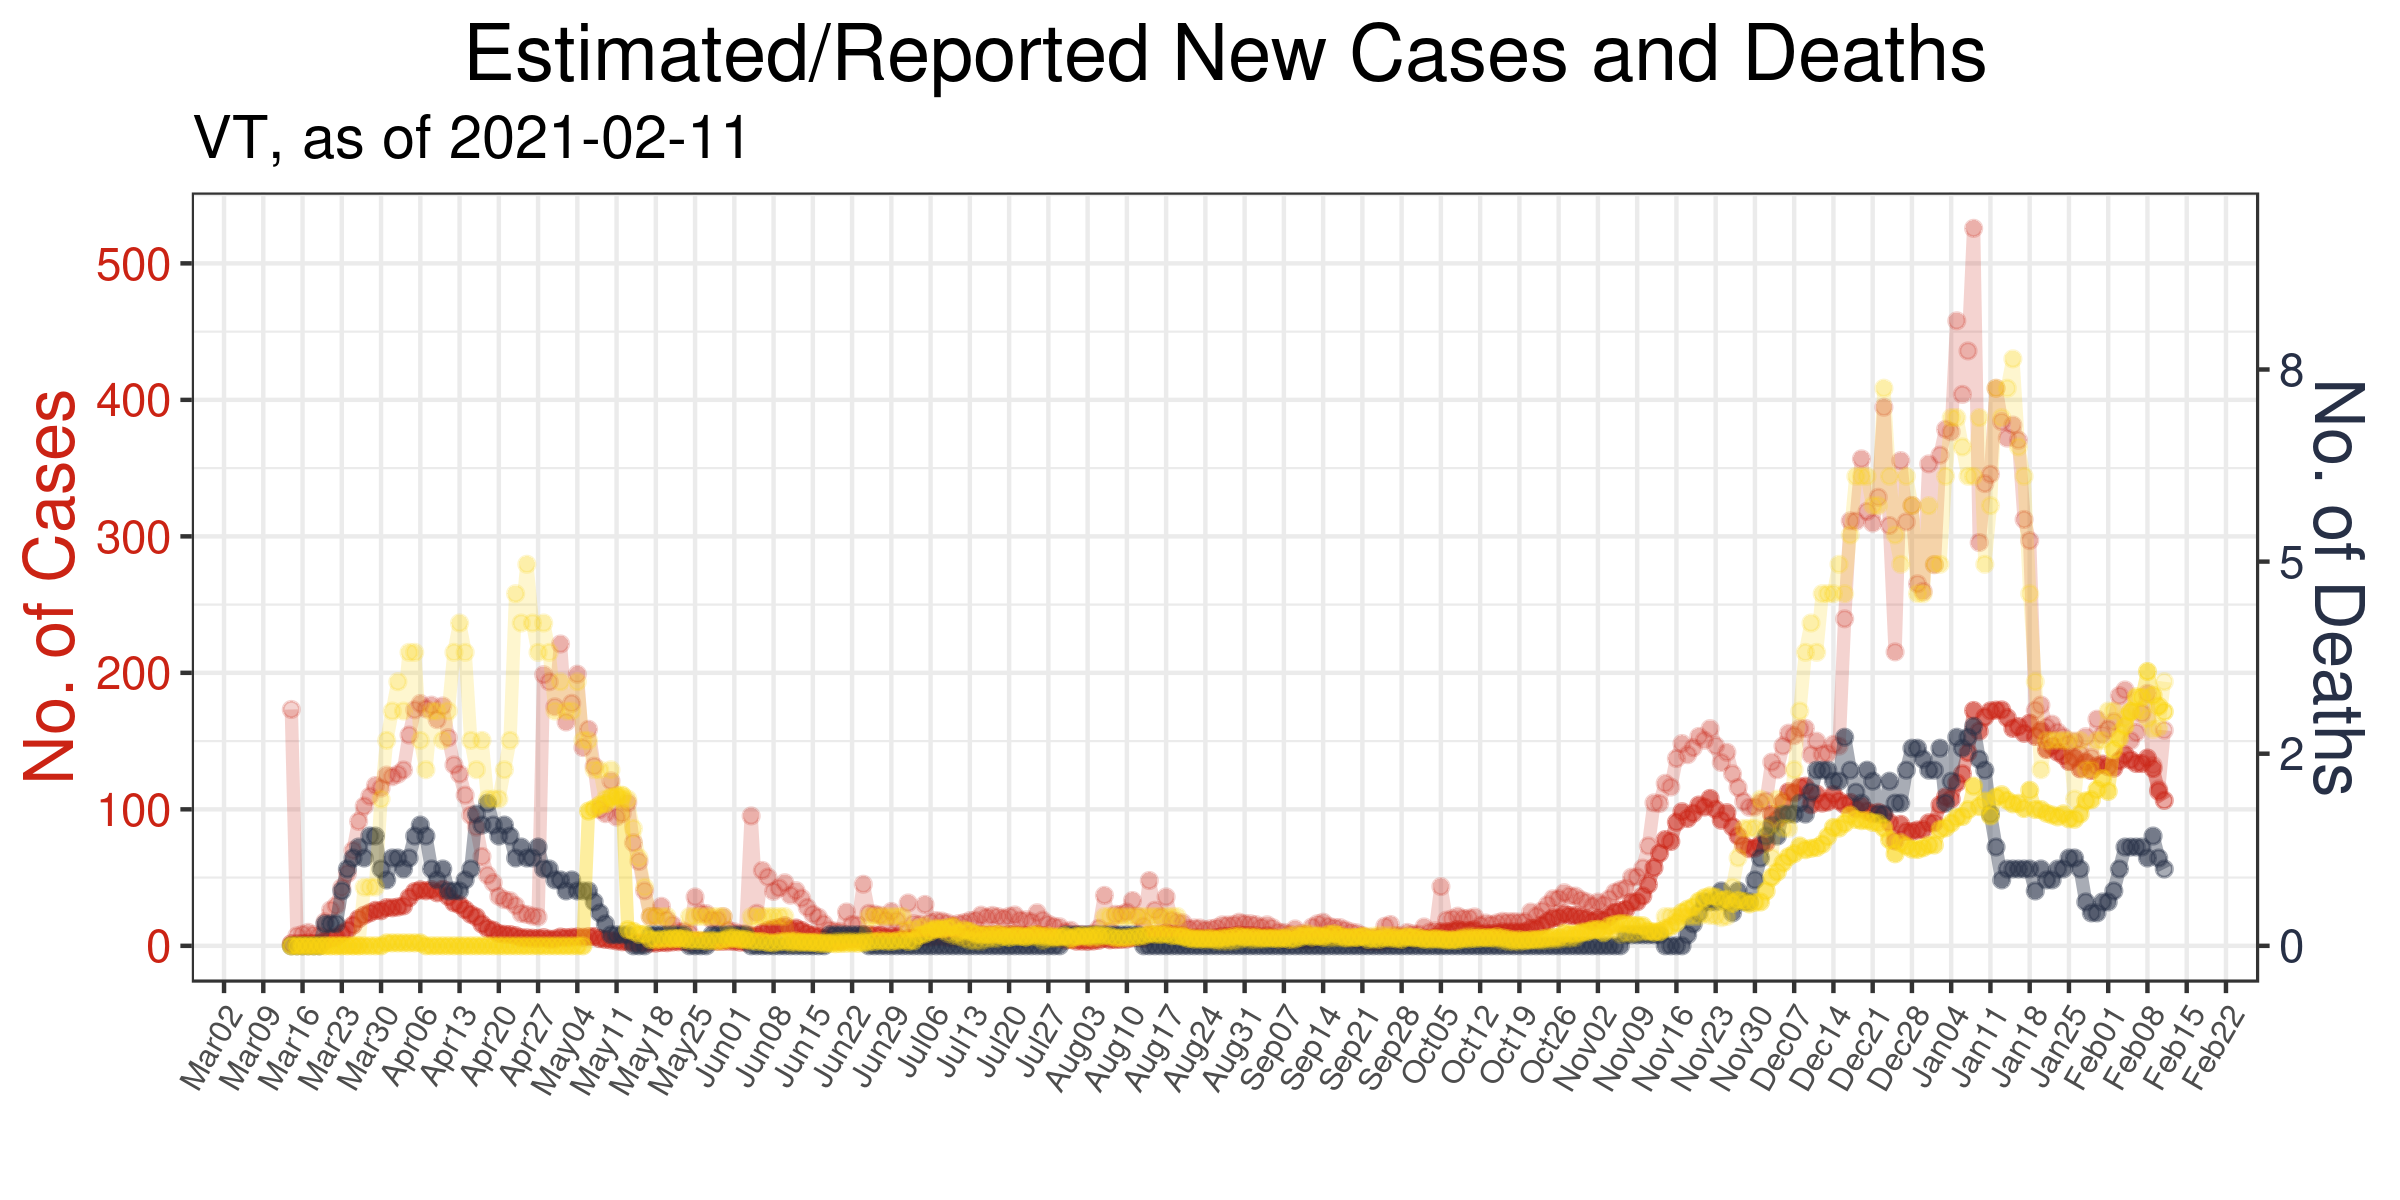 Estimated/Reported New Cases and Deaths
VT, as of 2021-02-11
No. of Cases
500
400
300
200
100
0
8
5
2
0
No. of Deaths
Mar02 Mar09 Mar16 Mar23 Mar30 Apr06 Apr13 Apr20 Apr27 May04 May11 May18 May25 Jun01 Jun08 Jun15 Jun22 Jun29 Jul06 Jul13 Jul20 Jul27 Aug03 Aug10 Aug17 Aug24 Aug31 Sep07 Sep14 Sep21 Sep28 Oct05 Oct12 Oct19 Oct26 Nov02 Nov09 Nov16 Nov23 Nov30 Dec07 Dec14 Dec21 Dec28 Jan04 Jan11 Jan18 Jan25 Feb01 Feb08 Feb15 Feb22